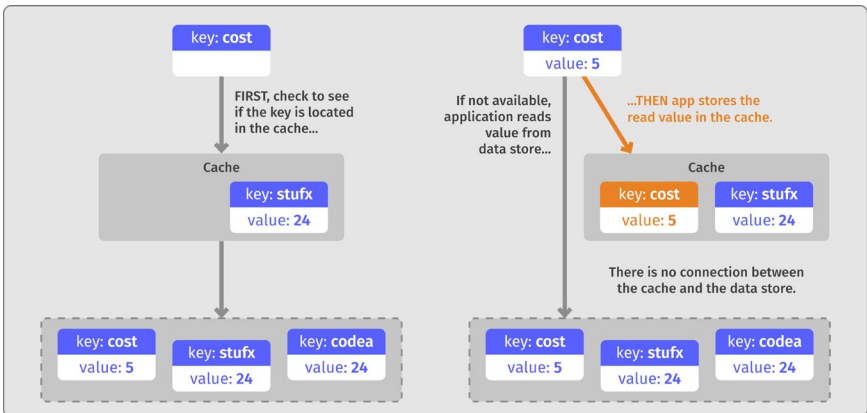 key: cost
FIRST, check to see
if the key is located
in the cache...
Cache
key: stufx
value: 24
key: cost
value: 5
key: stufx
value: 24
key: codea
value: 24
key: cost
value: 5
If not available,
application reads
value from
data store...
...THEN app stores the
read value in the cache.
Cache
key: cost
value: 5
key: stufx
value: 24
There is no connection between
the cache and the data store.
key: cost
value: 5
key: stufx
value: 24
key: codea
value: 24